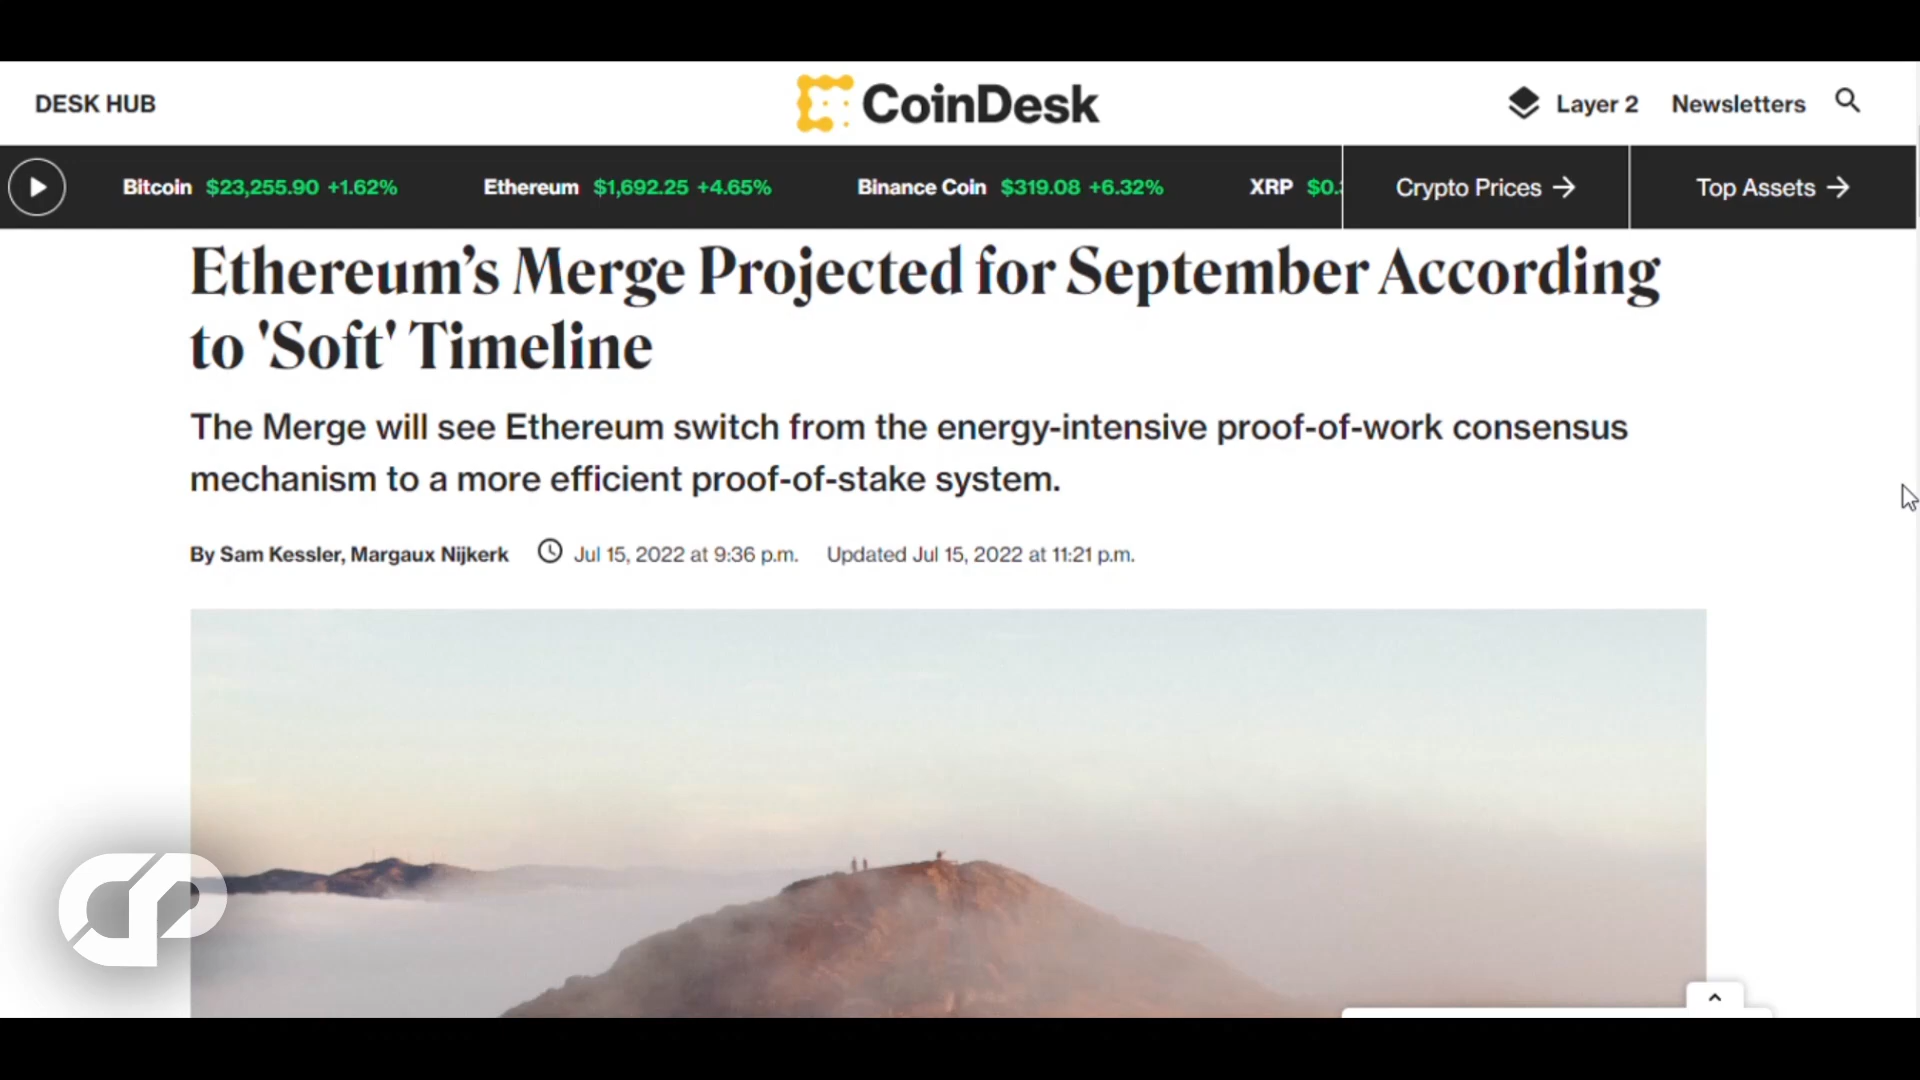 DESK HUB
CoinDesk
Layer 2
Newsletters
Bitcoin $23,255.90 +1.62%
Ethereum $1,692.25 +4.65%
Binance Coin $319.08 +6.32%
XRP $0.
Crypto Prices →
Top Assets →
Ethereum’s Merge Projected for September According
to 'Soft' Timeline
The Merge will see Ethereum switch from the energy-intensive proof-of-work consensus
mechanism to a more efficient proof-of-stake system.
By Sam Kessler, Margaux Nijkerk
Jul 15, 2022 at 9:36 p.m.
Updated Jul 15, 2022 at 11:21 p.m.